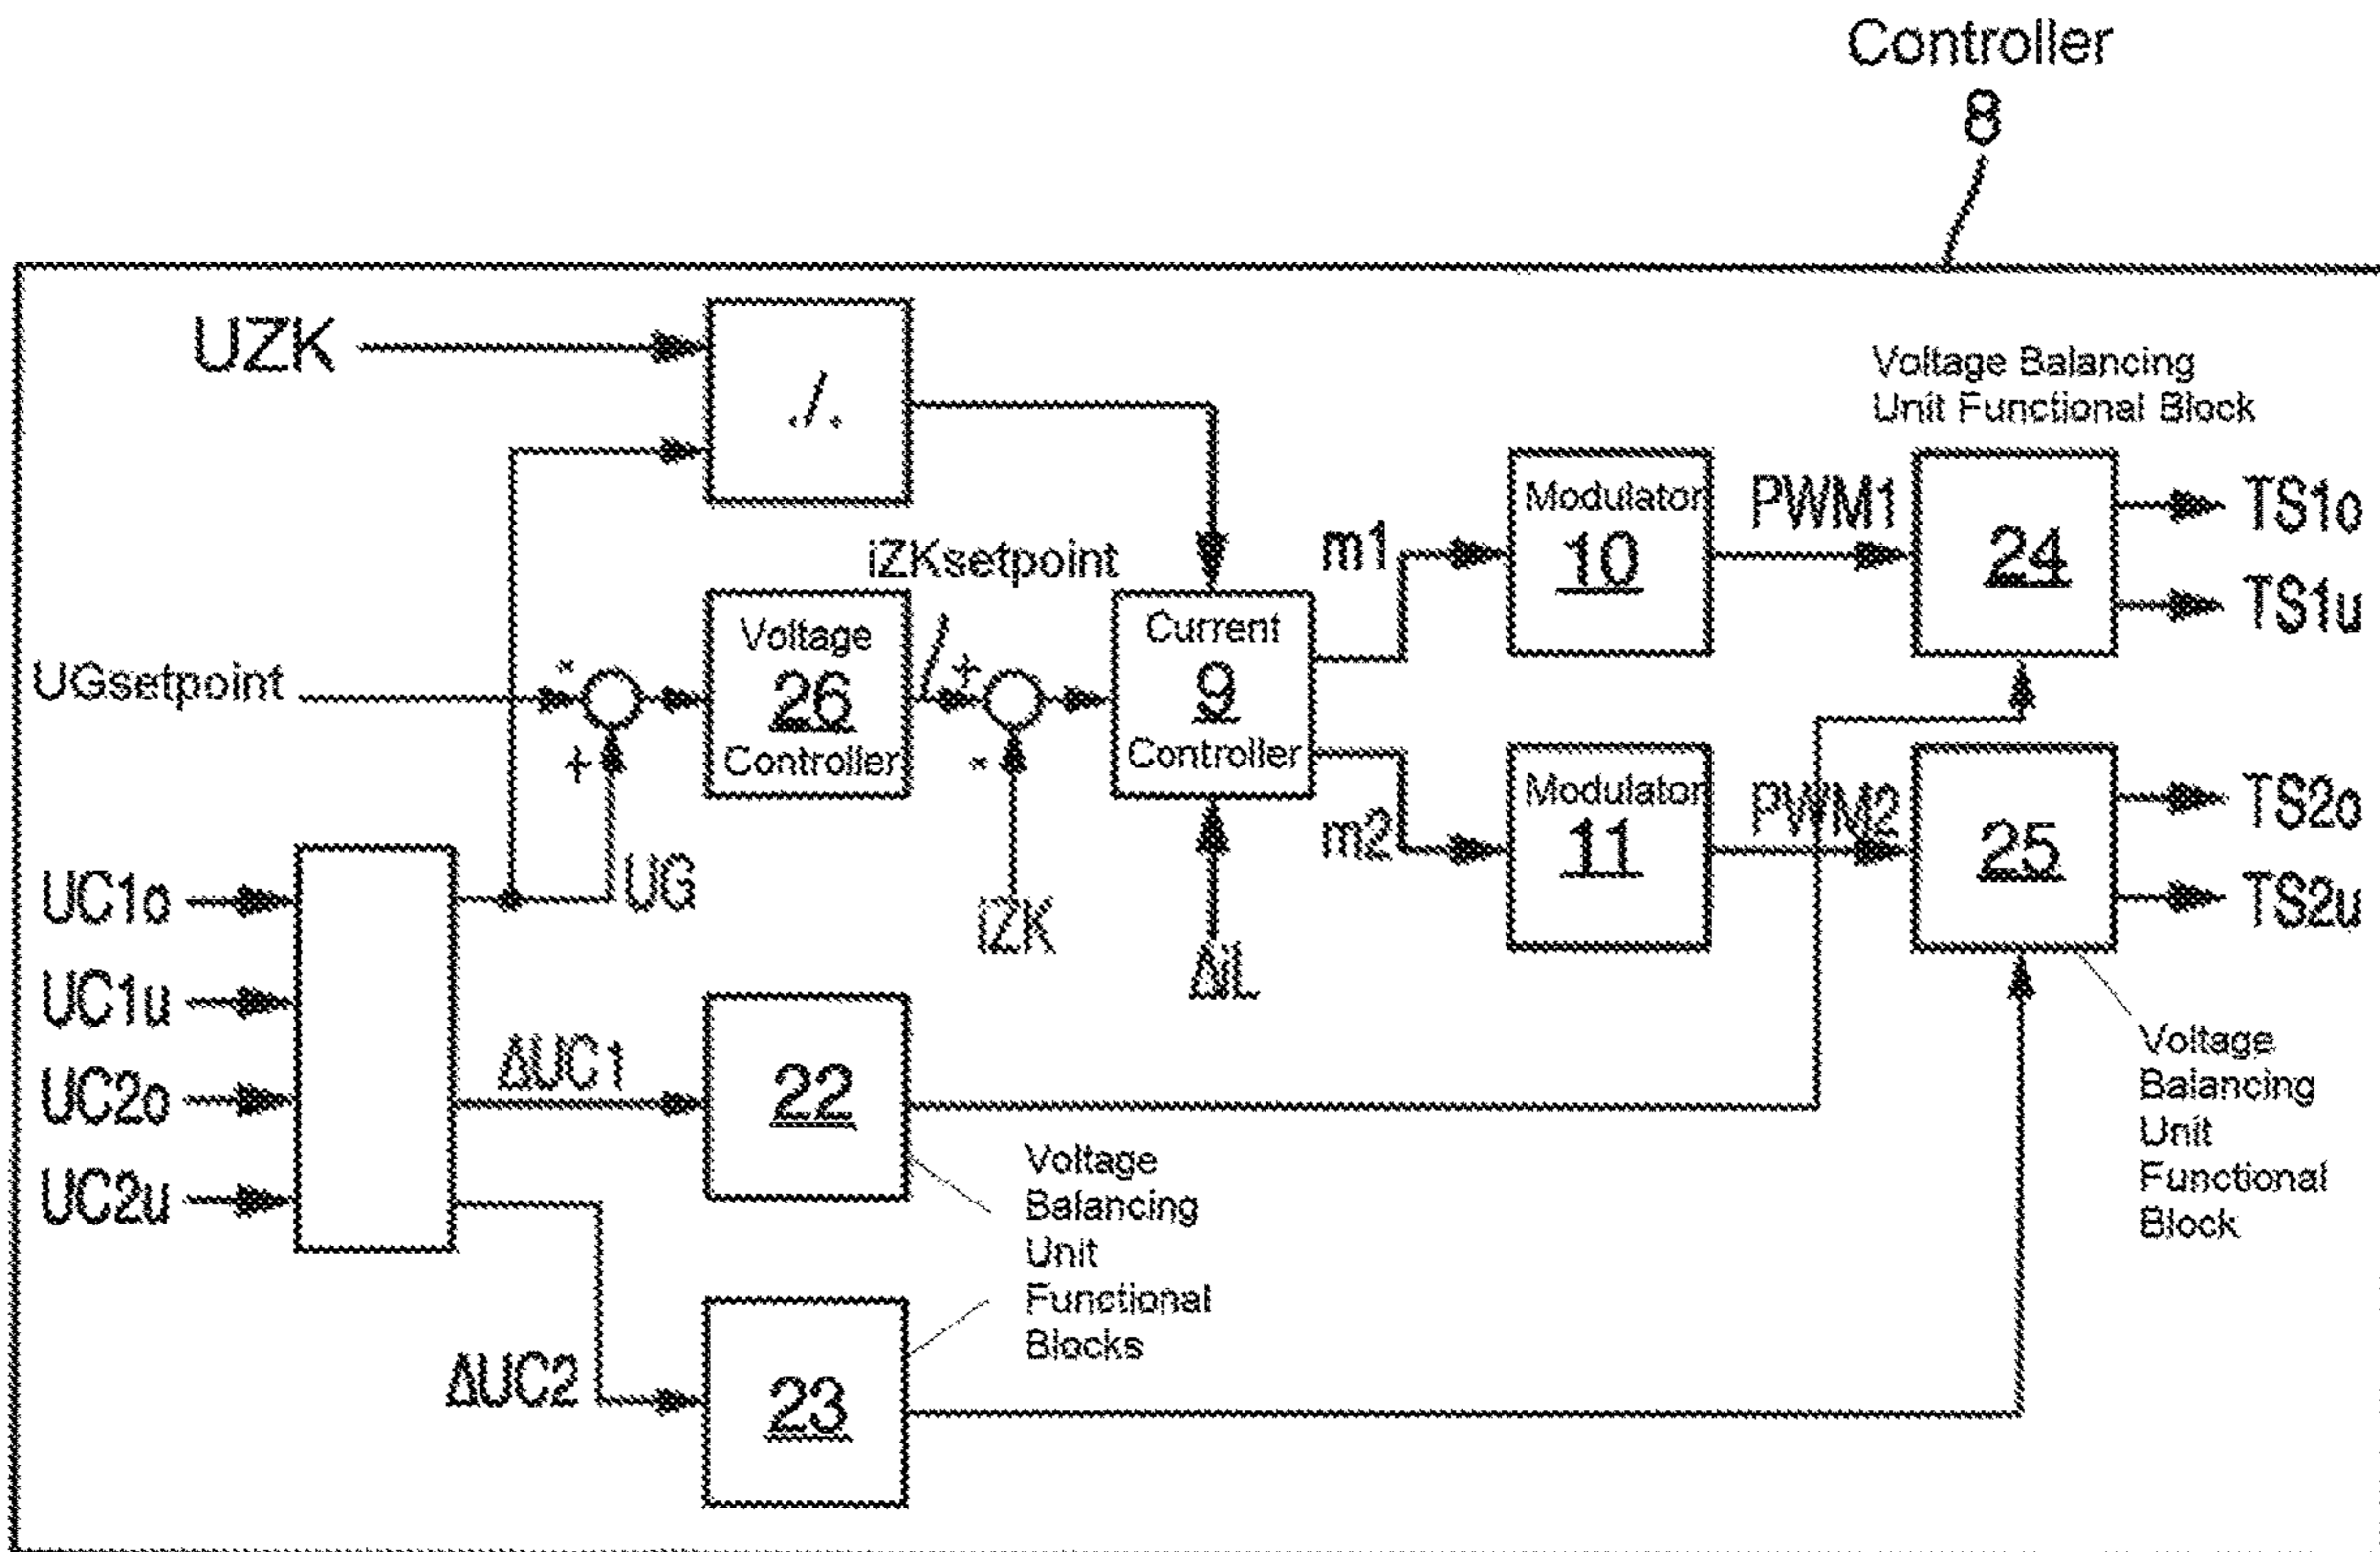 Controller
8
UZK
./.
Voltage Balancing
Unit Functional Block
iZKsetpoint
m1
Modulator
10
PWM1
24
TS1o
TS1u
UGsetpoint
-
+
Voltage
26
Controller
+
-
Current
9
Controller
m2
Modulator
11
PWM2
25
TS2o
TS2u
UC1o
UC1u
UC2o
UC2u
UG
iZK
ΔiL
ΔUC1
22
Voltage
Balancing
Unit
Functional
Blocks
Voltage
Balancing
Unit
Functional
Block
ΔUC2
23